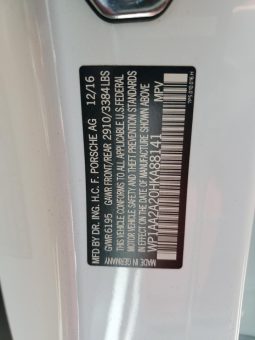 MFD BY DR. ING. H.C. F. PORSCHE AG 12/16
GVWR 6195 GAWR FRONT/REAR 2910/3384LBS
THIS VEHICLE CONFORMS TO ALL APPLICABLE U.S. FEDERAL
MOTOR VEHICLE SAFETY AND THEFT PREVENTION STANDARDS
IN EFFECT ON THE DATE OF MANUFACTURE SHOWN ABOVE
WP1AA2A20HKA88141 MPV
MADE IN GERMANY